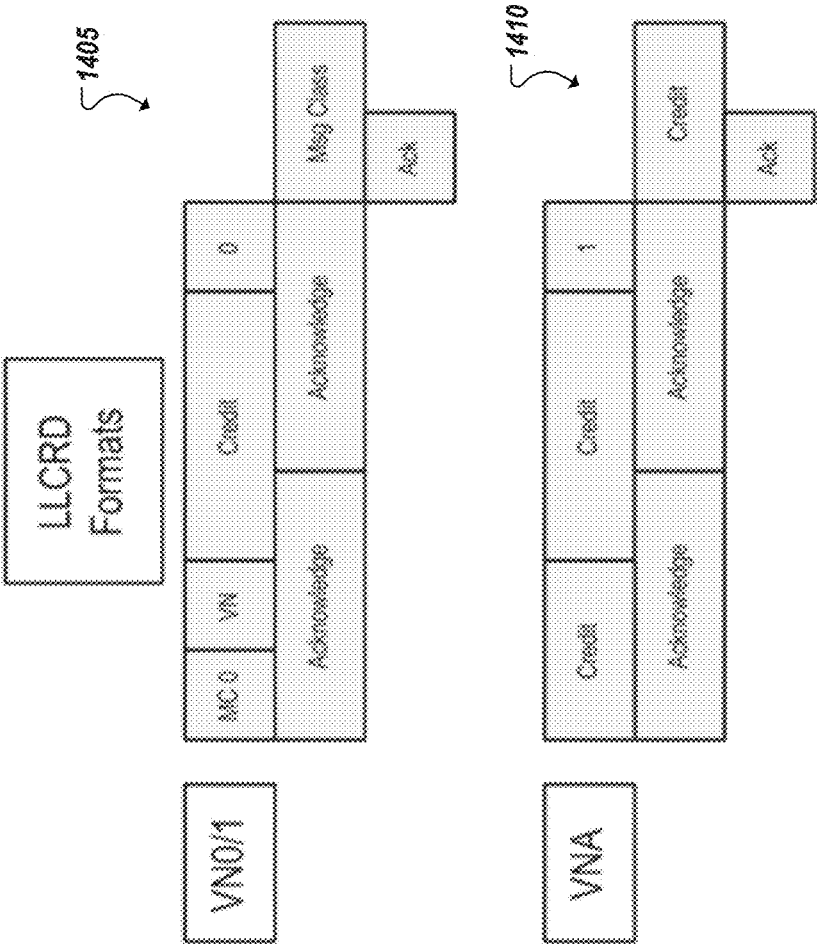 LLCRD
Formats
1405
VN0/1
MC 0 VN Credit 0
Acknowledge Acknowledge Msg Class
Ack
1410
VNA
Credit Credit 1
Acknowledge Acknowledge Credit
Ack